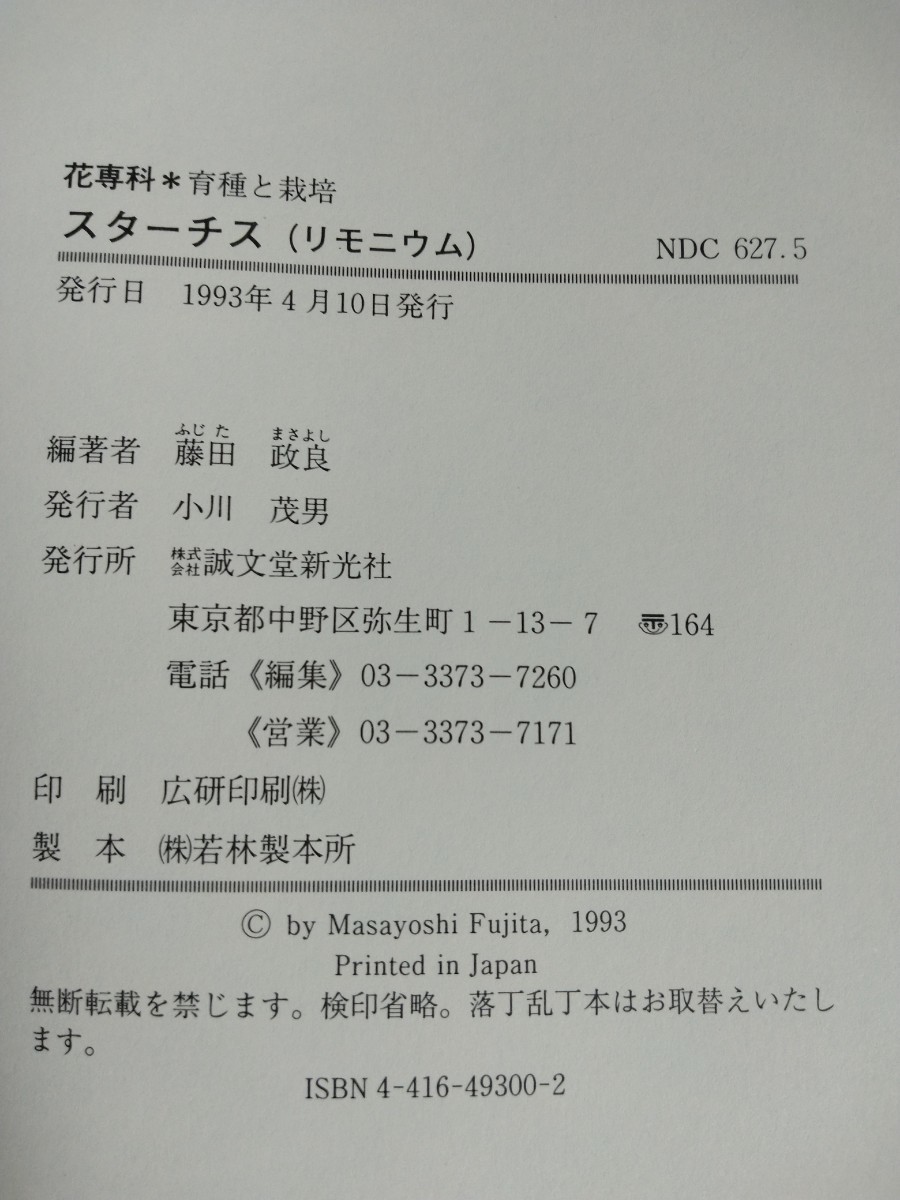 花専科＊育種と栽培
スターチス（リモニウム） NDC 627.5
発行日 1993年4月10日発行
ふじた まさよし
編著者 藤田 政良
発行者 小川 茂男
発行所 株式会社誠文堂新光社
東京都中野区弥生町1－13－7 〠164
電話《編集》03－3373－7260
《営業》03－3373－7171
印 刷 広研印刷㈱
製 本 ㈱若林製本所
Ⓒ by Masayoshi Fujita, 1993
Printed in Japan
無断転載を禁じます。検印省略。落丁乱丁本はお取替えいたし
ます。
ISBN 4-416-49300-2